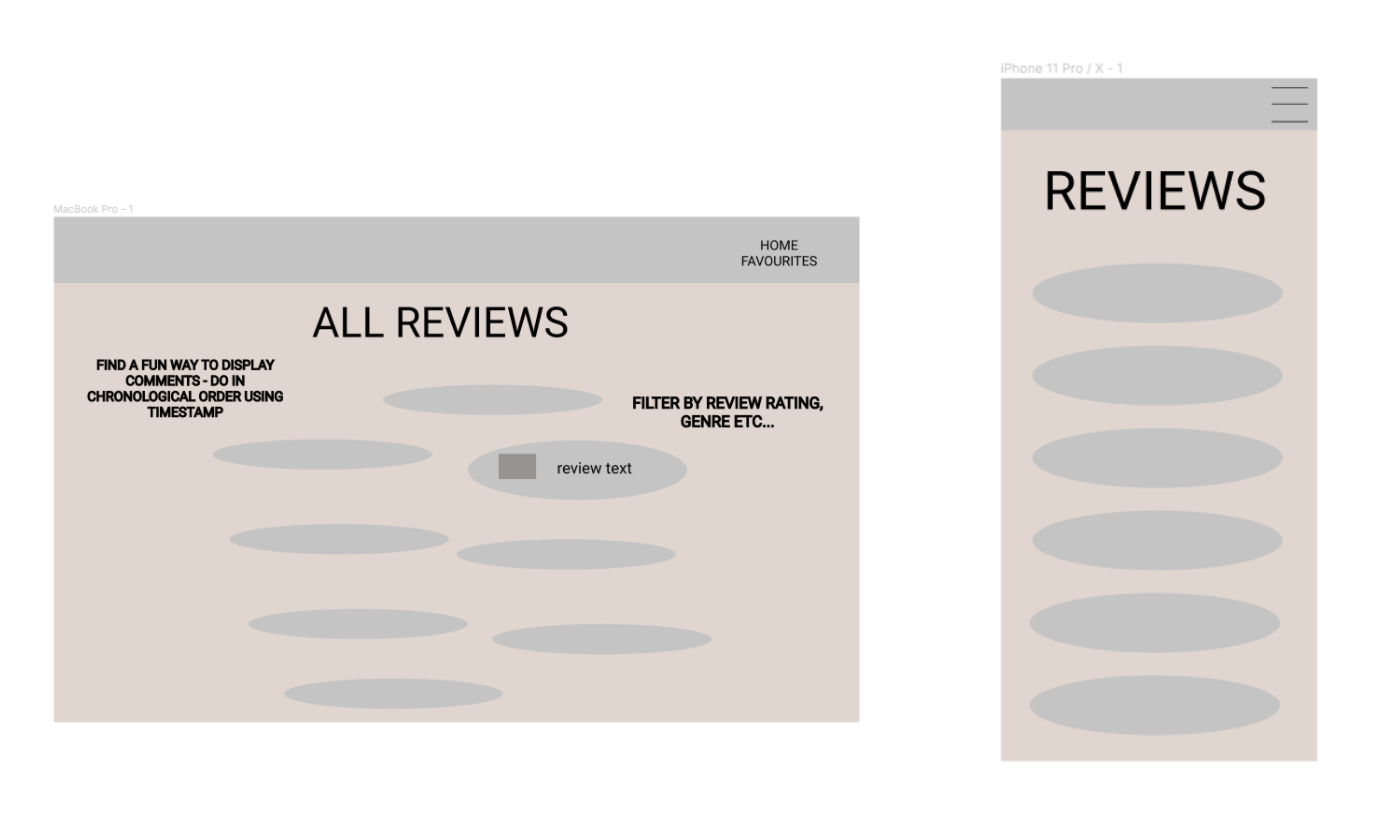 MacBook Pro - 1
HOME
FAVOURITES
ALL REVIEWS
FIND A FUN WAY TO DISPLAY
COMMENTS - DO IN
CHRONOLOGICAL ORDER USING
TIMESTAMP
FILTER BY REVIEW RATING,
GENRE ETC...
review text
iPhone 11 Pro / X - 1
REVIEWS